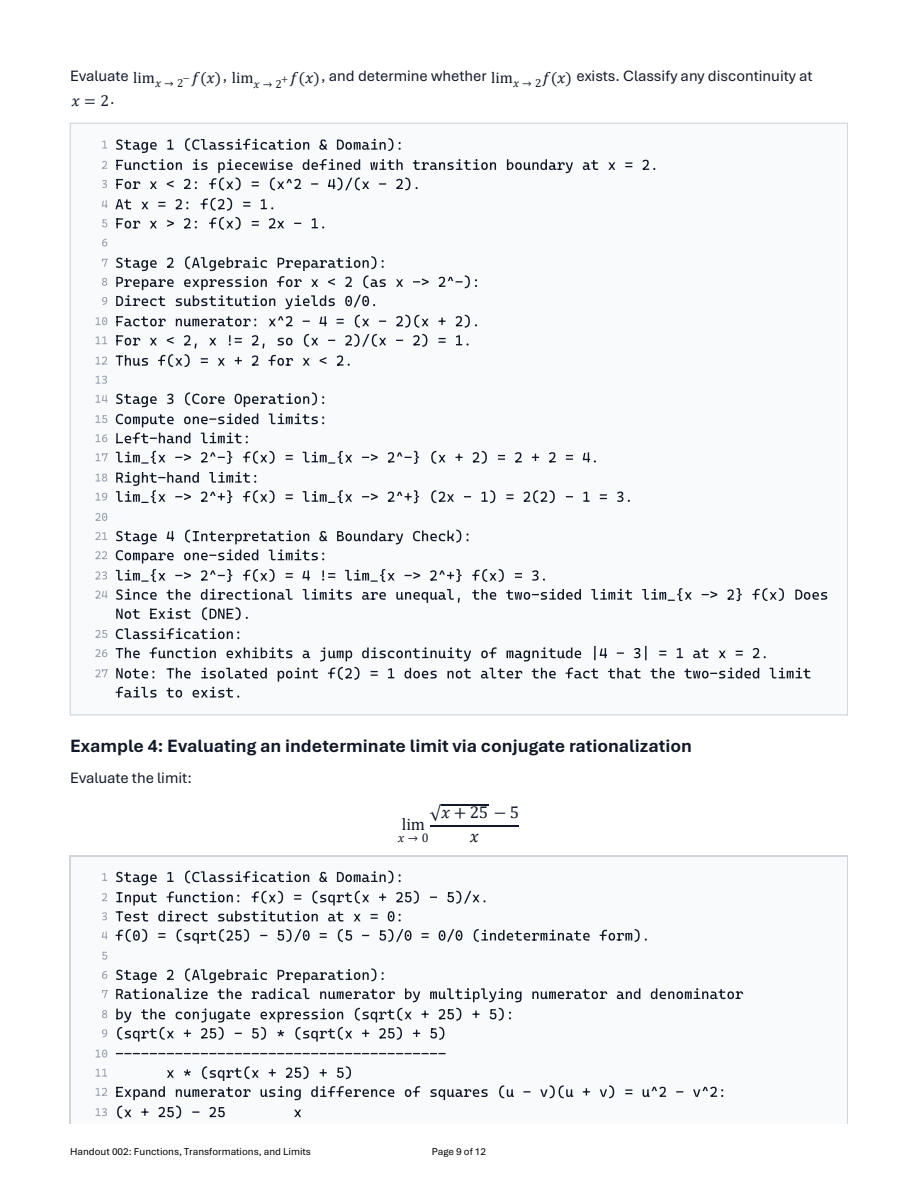 Evaluate lim_{x → 2⁻} f(x), lim_{x → 2⁺} f(x), and determine whether lim_{x → 2} f(x) exists. Classify any discontinuity at
x = 2.
1 Stage 1 (Classification & Domain):
2 Function is piecewise defined with transition boundary at x = 2.
3 For x < 2: f(x) = (x^2 − 4)/(x − 2).
4 At x = 2: f(2) = 1.
5 For x > 2: f(x) = 2x − 1.
6
7 Stage 2 (Algebraic Preparation):
8 Prepare expression for x < 2 (as x -> 2^-):
9 Direct substitution yields 0/0.
10 Factor numerator: x^2 − 4 = (x − 2)(x + 2).
11 For x < 2, x != 2, so (x − 2)/(x − 2) = 1.
12 Thus f(x) = x + 2 for x < 2.
13
14 Stage 3 (Core Operation):
15 Compute one-sided limits:
16 Left-hand limit:
17 lim_{x -> 2^-} f(x) = lim_{x -> 2^-} (x + 2) = 2 + 2 = 4.
18 Right-hand limit:
19 lim_{x -> 2^+} f(x) = lim_{x -> 2^+} (2x − 1) = 2(2) − 1 = 3.
20
21 Stage 4 (Interpretation & Boundary Check):
22 Compare one-sided limits:
23 lim_{x -> 2^-} f(x) = 4 != lim_{x -> 2^+} f(x) = 3.
24 Since the directional limits are unequal, the two-sided limit lim_{x -> 2} f(x) Does
Not Exist (DNE).
25 Classification:
26 The function exhibits a jump discontinuity of magnitude |4 − 3| = 1 at x = 2.
27 Note: The isolated point f(2) = 1 does not alter the fact that the two-sided limit
fails to exist.
Example 4: Evaluating an indeterminate limit via conjugate rationalization
Evaluate the limit:
lim_{x → 0} (√(x + 25) − 5)/x
1 Stage 1 (Classification & Domain):
2 Input function: f(x) = (sqrt(x + 25) − 5)/x.
3 Test direct substitution at x = 0:
4 f(0) = (sqrt(25) − 5)/0 = (5 − 5)/0 = 0/0 (indeterminate form).
5
6 Stage 2 (Algebraic Preparation):
7 Rationalize the radical numerator by multiplying numerator and denominator
8 by the conjugate expression (sqrt(x + 25) + 5):
9 (sqrt(x + 25) − 5) * (sqrt(x + 25) + 5)
10 ---------------------------------------
11 x * (sqrt(x + 25) + 5)
12 Expand numerator using difference of squares (u − v)(u + v) = u^2 − v^2:
13 (x + 25) − 25 x
Handout 002: Functions, Transformations, and Limits Page 9 of 12